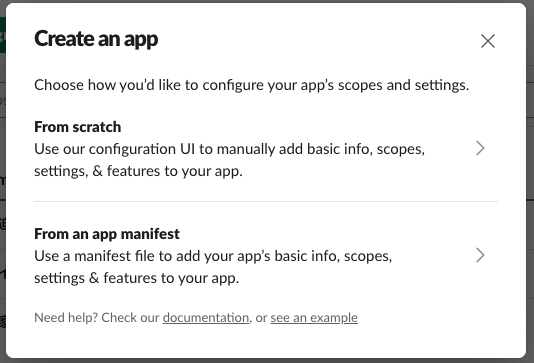 Create an app
Choose how you’d like to configure your app’s scopes and settings.
From scratch
Use our configuration UI to manually add basic info, scopes,
settings, & features to your app.
From an app manifest
Use a manifest file to add your app’s basic info, scopes,
settings & features to your app.
Need help? Check our documentation, or see an example